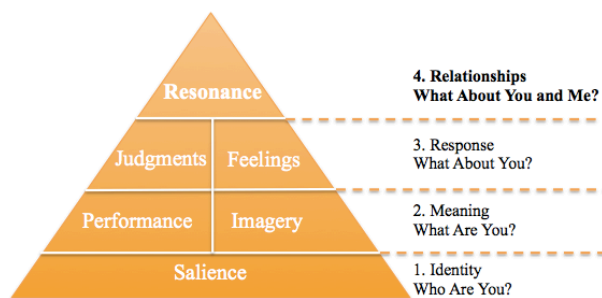 Resonance
4. Relationships
What About You and Me?
Judgments
Feelings
3. Response
What About You?
Performance
Imagery
2. Meaning
What Are You?
Salience
1. Identity
Who Are You?